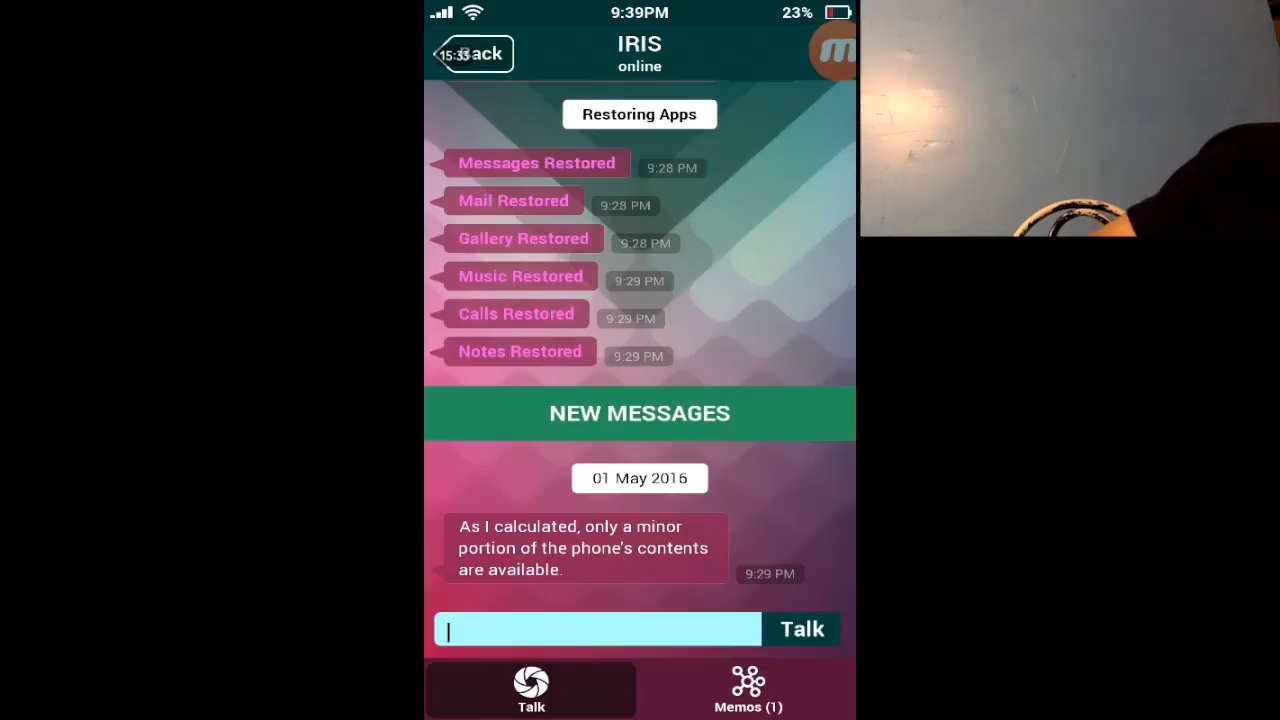 9:39PM
23%
Back
15:33
IRIS
online
Restoring Apps
Messages Restored
9:28 PM
Mail Restored
9:28 PM
Gallery Restored
9:28 PM
Music Restored
9:29 PM
Calls Restored
9:29 PM
Notes Restored
9:29 PM
NEW MESSAGES
01 May 2016
As I calculated, only a minor
portion of the phone's contents
are available.
9:29 PM
Talk
Talk
Memos (1)